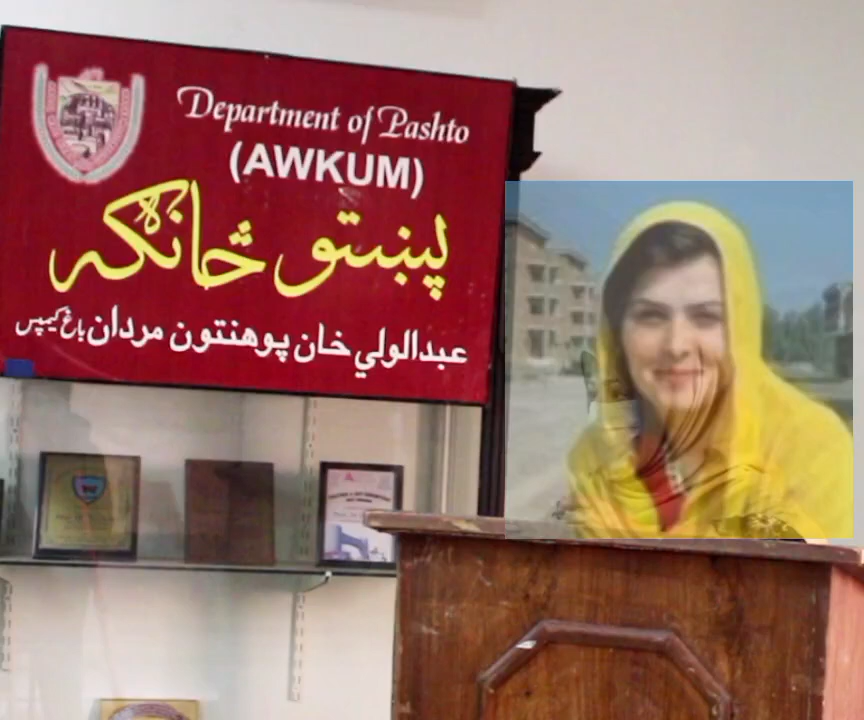 Department of Pashto
(AWKUM)
پښتو څانګه
عبدالولي خان پوهنتون مردان باغ کیمپس